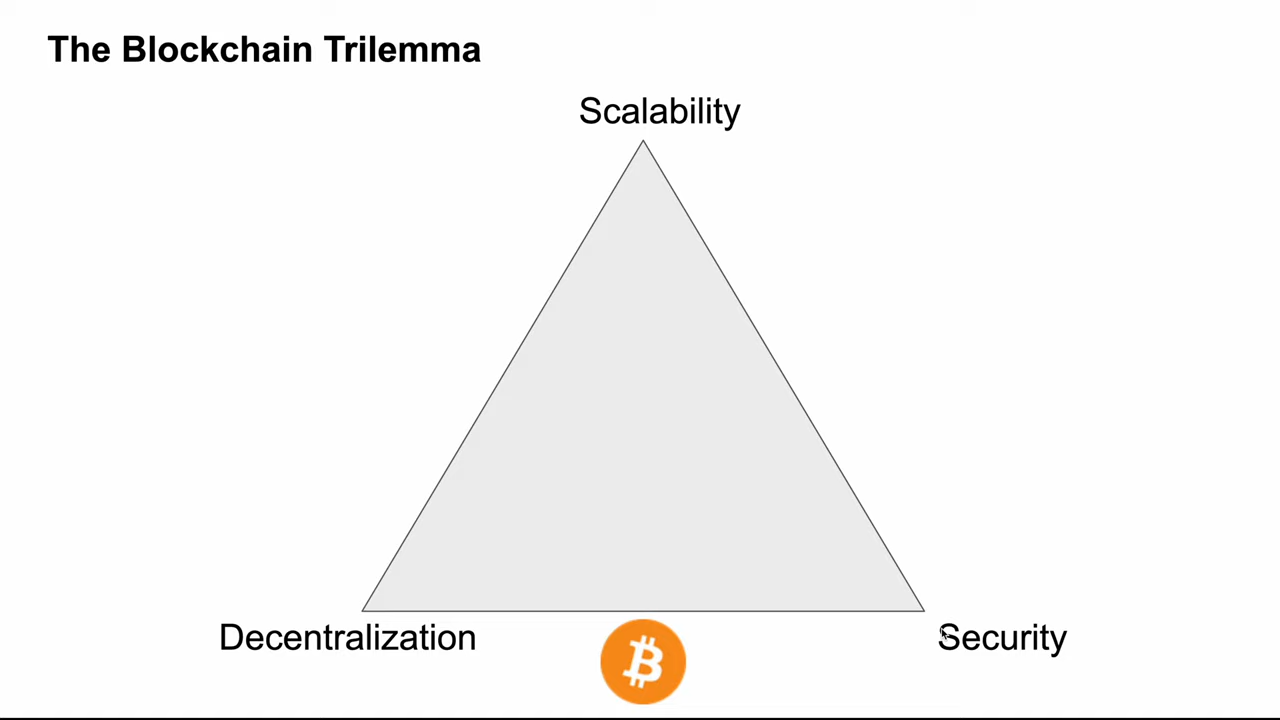 The Blockchain Trilemma
Scalability
Decentralization
Security